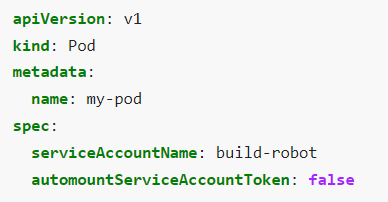 apiVersion: v1
kind: Pod
metadata:
  name: my-pod
spec:
  serviceAccountName: build-robot
  automountServiceAccountToken: false